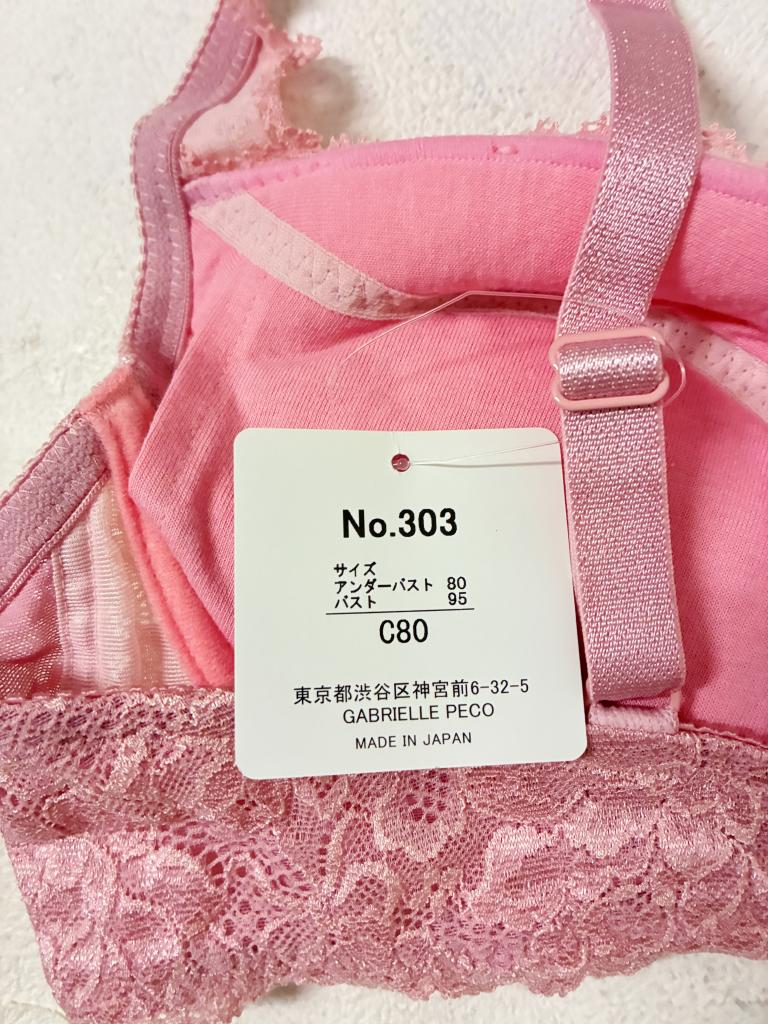 No.303
サイズ
アンダーバスト 80
バスト 95
C80
東京都渋谷区神宮前6-32-5
GABRIELLE PECO
MADE IN JAPAN